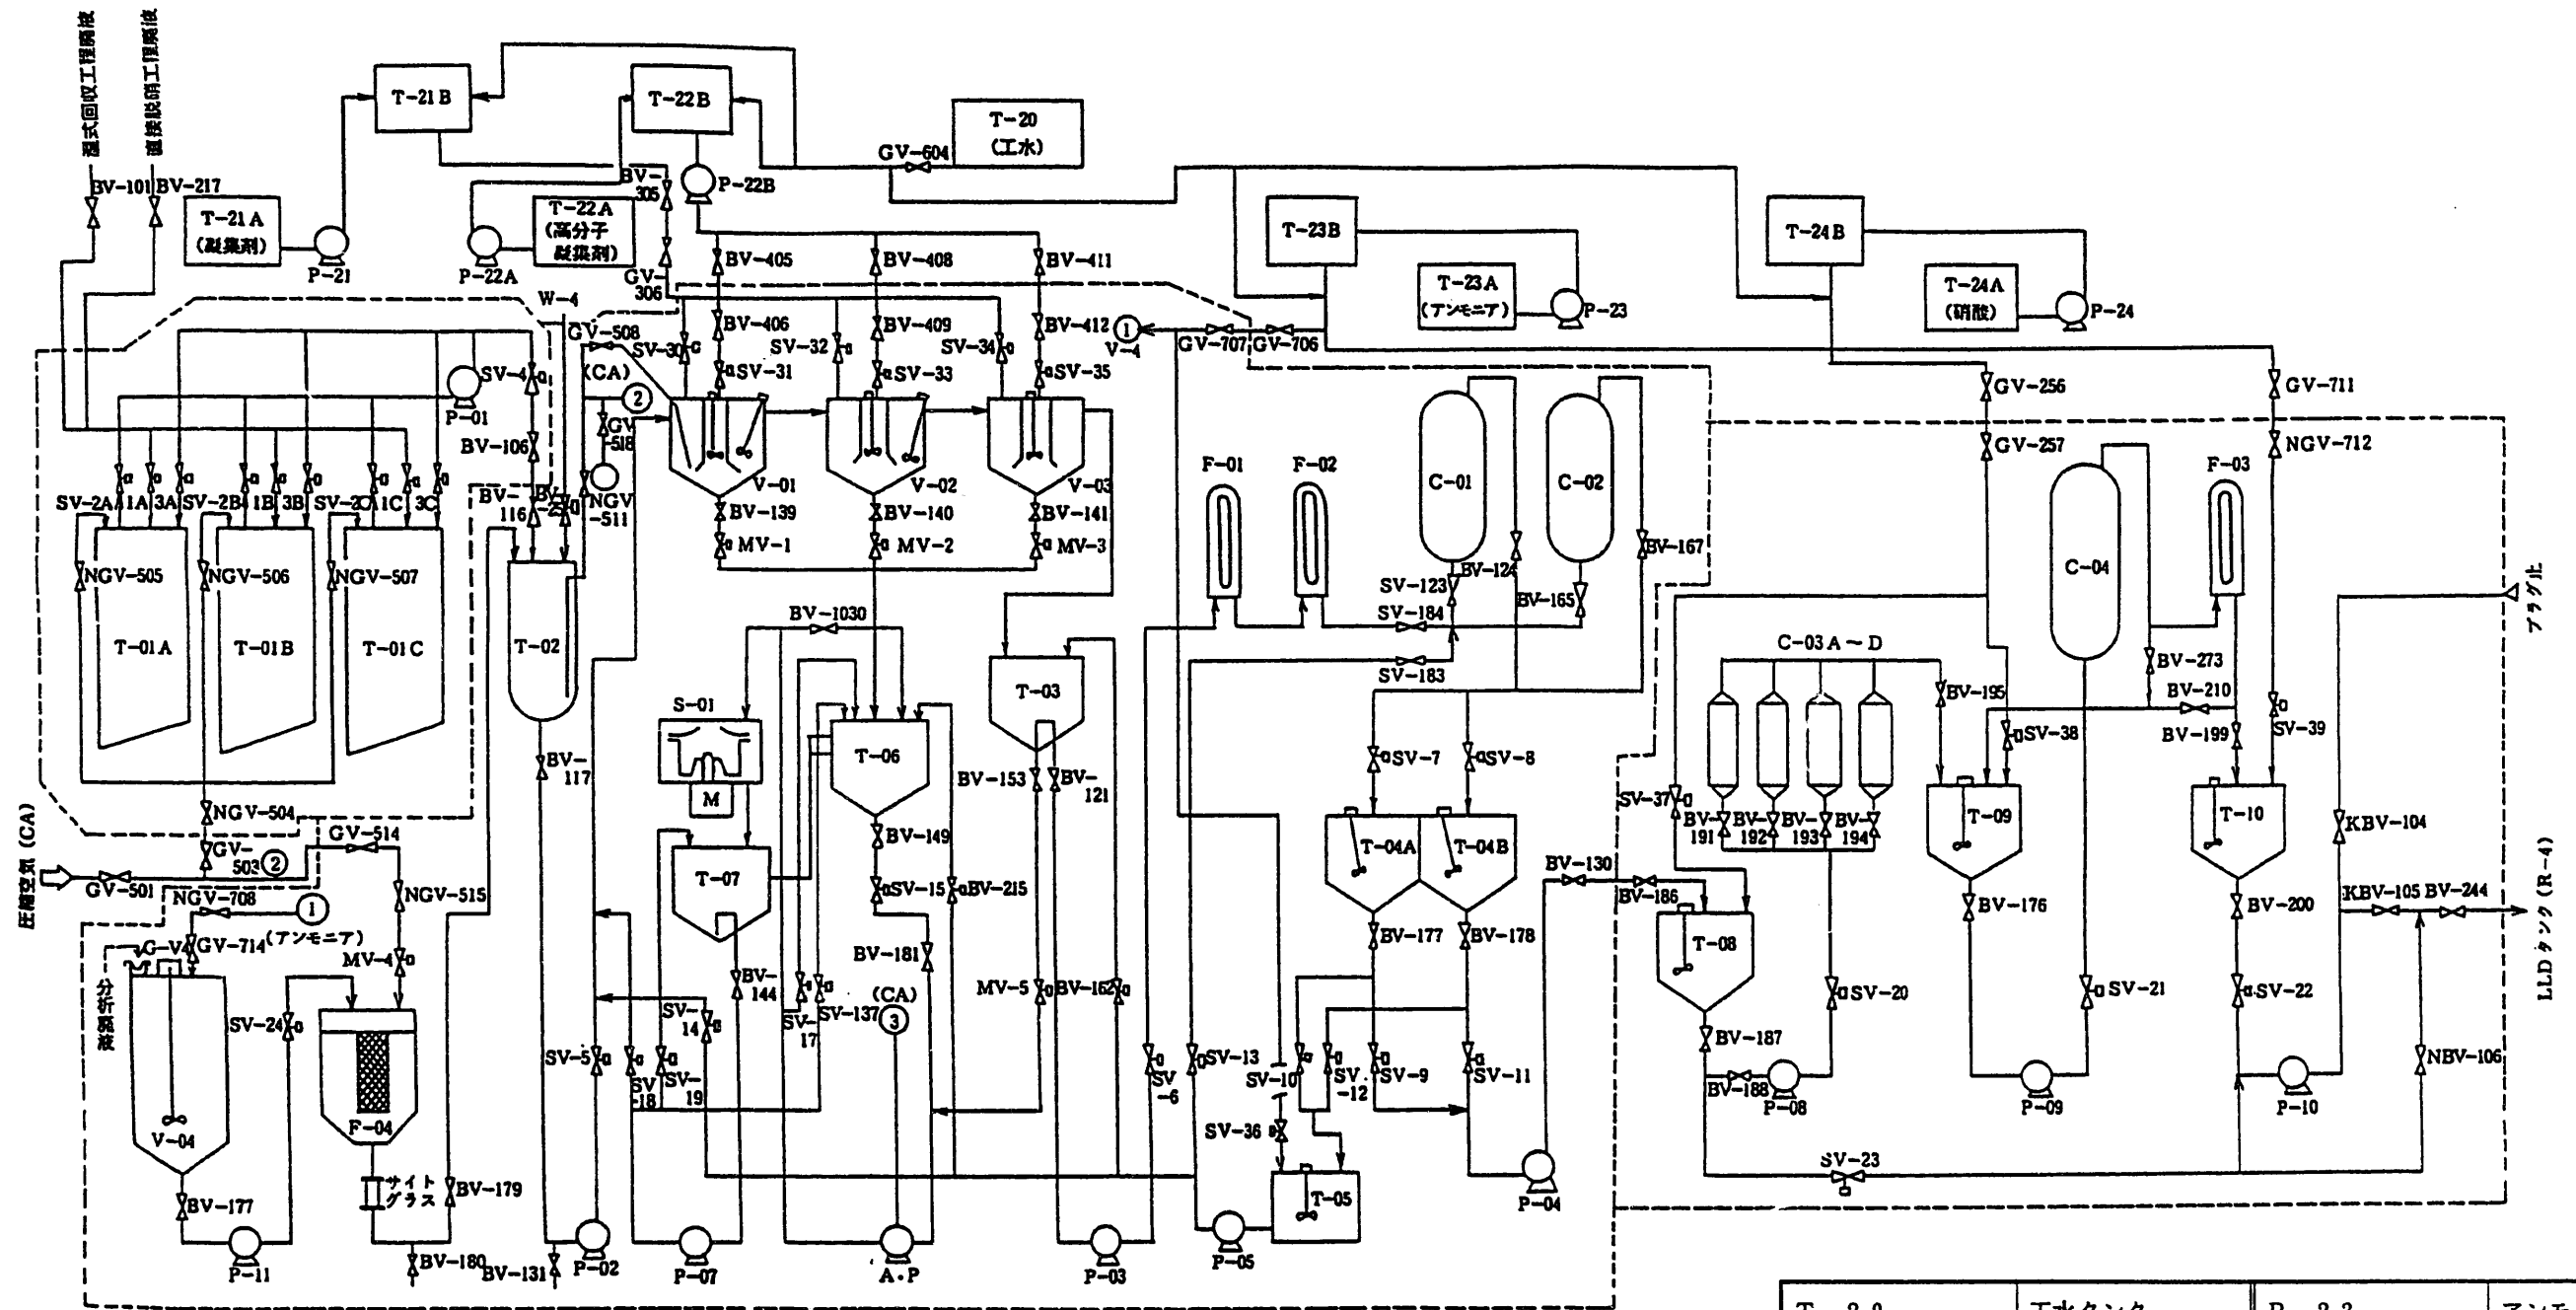 湿式回収工程廃液
直接脱硝工程廃液
BV-101
BV-217
T-21B
T-22B
T-20
(工水)
GV-604
T-21A
(凝集剤)
P-21
P-22A
T-22A
(高分子
凝集剤)
BV-
305
P-22B
GV-
306
BV-405
BV-408
BV-411
T-23B
T-23A
(アンモニア)
P-23
T-24B
T-24A
(硝酸)
P-24
W-4
GV-508
SV-30
BV-406
SV-31
SV-32
BV-409
SV-33
SV-34
BV-412
SV-35
1
V-4
GV-707
GV-706
GV-256
GV-711
GV-257
NGV-712
SV-4
P-01
BV-106
(CA)
2
GV
-518
NGV
-511
V-01
V-02
V-03
F-01
F-02
C-01
C-02
C-04
F-03
SV-2A
1A
3A
SV-2B
1B
3B
SV-2C
1C
3C
BV-
116
BV
-25
BV-139
BV-140
BV-141
MV-1
MV-2
MV-3
NGV-505
NGV-506
NGV-507
T-01A
T-01B
T-01C
T-02
BV-124
BV-167
SV-123
BV-165
SV-184
SV-183
BV-1030
プラグ止
C-03A~D
BV-273
BV-195
BV-210
SV-38
BV-199
SV-39
S-01
M
T-06
T-03
BV-117
BV-153
BV-
121
SV-7
SV-8
NGV-504
GV-514
GV-
503
2
圧縮空気(CA)
GV-501
NGV-708
1
(アンモニア)
NGV-515
GV-714
MV-4
分析廃液
T-07
BV-149
SV-15
BV-215
BV-181
T-04A
T-04B
BV-130
BV-186
SV-37
BV-
191
BV-
192
BV-
193
BV-
194
T-09
T-10
KBV-104
KBV-105
BV-244
LLDタンク(R-4)
BV-177
BV-178
T-08
BV-176
BV-200
BV-
144
SV-
14
SV-
17
SV-137
(CA)
3
MV-5
BV-162
SV-20
SV-21
SV-22
SV-24
V-04
F-04
SV-5
SV
-18
SV-
19
SV
-6
SV-13
SV-10
SV
-12
SV-9
SV-11
BV-187
BV-188
P-08
P-09
P-10
NBV-106
SV-36
SV-23
サイト
グラス
BV-179
BV-177
P-11
BV-180
BV-131
P-02
P-07
A・P
P-03
P-05
T-05
P-04
工水タンク